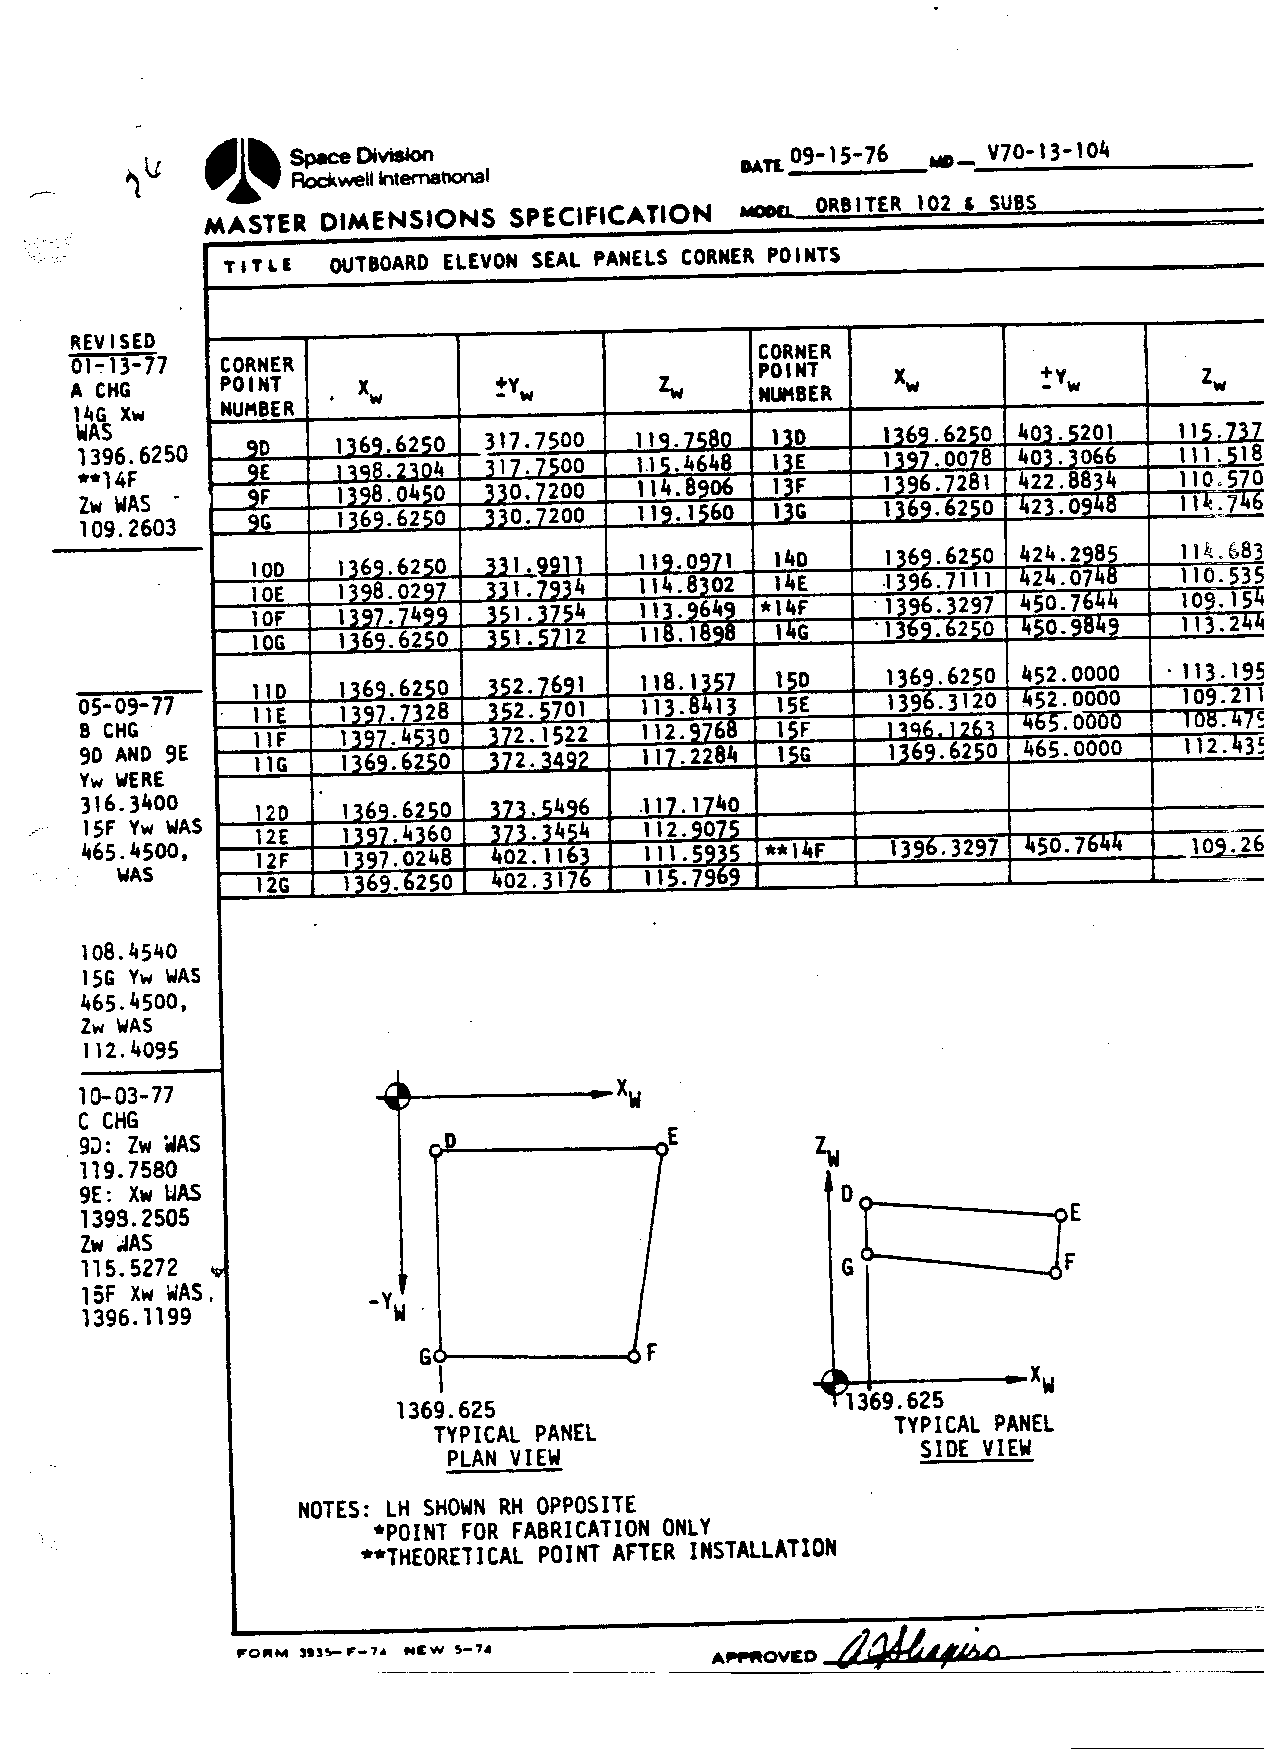 Space Division
Rockwell International
DATE 09-15-76 MD- V70-13-104
MASTER DIMENSIONS SPECIFICATION MODEL ORBITER 102 & SUBS
TITLE OUTBOARD ELEVON SEAL PANELS CORNER POINTS
REVISED
01-13-77
A CHG
14G Xw
WAS
1396.6250
**14F
Zw WAS
109.2603
05-09-77
B CHG
9D AND 9E
Yw WERE
316.3400
15F Yw WAS
465.4500,
WAS
108.4540
15G Yw WAS
465.4500,
Zw WAS
112.4095
10-03-77
C CHG
9D: Zw WAS
119.7580
9E: Xw WAS
1398.2505
Zw WAS
115.5272
15F Xw WAS
1396.1199
CORNER POINT NUMBER Xw ±Yw Zw CORNER POINT NUMBER Xw ±Yw Zw
9D 1369.6250 317.7500 119.7580 13D 1369.6250 403.5201 115.737
9E 1398.2304 317.7500 115.4648 13E 1397.0078 403.3066 111.518
9F 1398.0450 330.7200 114.8906 13F 1396.7281 422.8834 110.570
9G 1369.6250 330.7200 119.1560 13G 1369.6250 423.0948 114.746
10D 1369.6250 331.9911 119.0971 14D 1369.6250 424.2985 114.683
10E 1398.0297 331.7934 114.8302 14E 1396.7111 424.0748 110.535
10F 1397.7499 351.3754 113.9649 *14F 1396.3297 450.7644 109.154
10G 1369.6250 351.5712 118.1898 14G 1369.6250 450.9849 113.244
11D 1369.6250 352.7691 118.1357 15D 1369.6250 452.0000 113.195
11E 1397.7328 352.5701 113.8413 15E 1396.3120 452.0000 109.211
11F 1397.4530 372.1522 112.9768 15F 1396.1263 465.0000 108.479
11G 1369.6250 372.3492 117.2284 15G 1369.6250 465.0000 112.435
12D 1369.6250 373.5496 117.1740
12E 1397.4360 373.3454 112.9075
12F 1397.0248 402.1163 111.5935 **14F 1396.3297 450.7644 109.26
12G 1369.6250 402.3176 115.7969
XW
D E
-YW
G F
1369.625
TYPICAL PANEL
PLAN VIEW
ZW
D E
G F
XW
1369.625
TYPICAL PANEL
SIDE VIEW
NOTES: LH SHOWN RH OPPOSITE
*POINT FOR FABRICATION ONLY
**THEORETICAL POINT AFTER INSTALLATION
FORM 3935-F-74 NEW 5-74
APPROVED